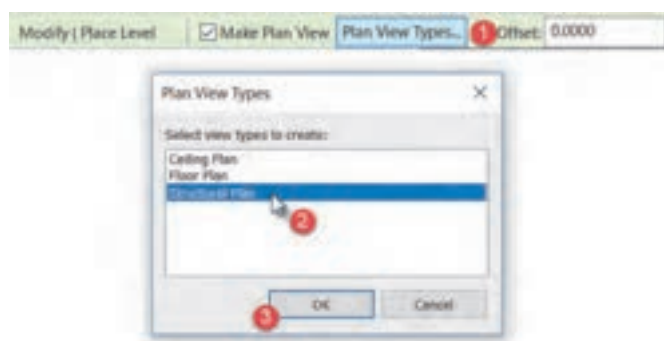 Modify | Place Level Make Plan View Plan View Types... 1 Offset: 0.0000
Plan View Types
Select view types to create:
Ceiling Plan
Floor Plan
Structural Plan
2
3 OK Cancel